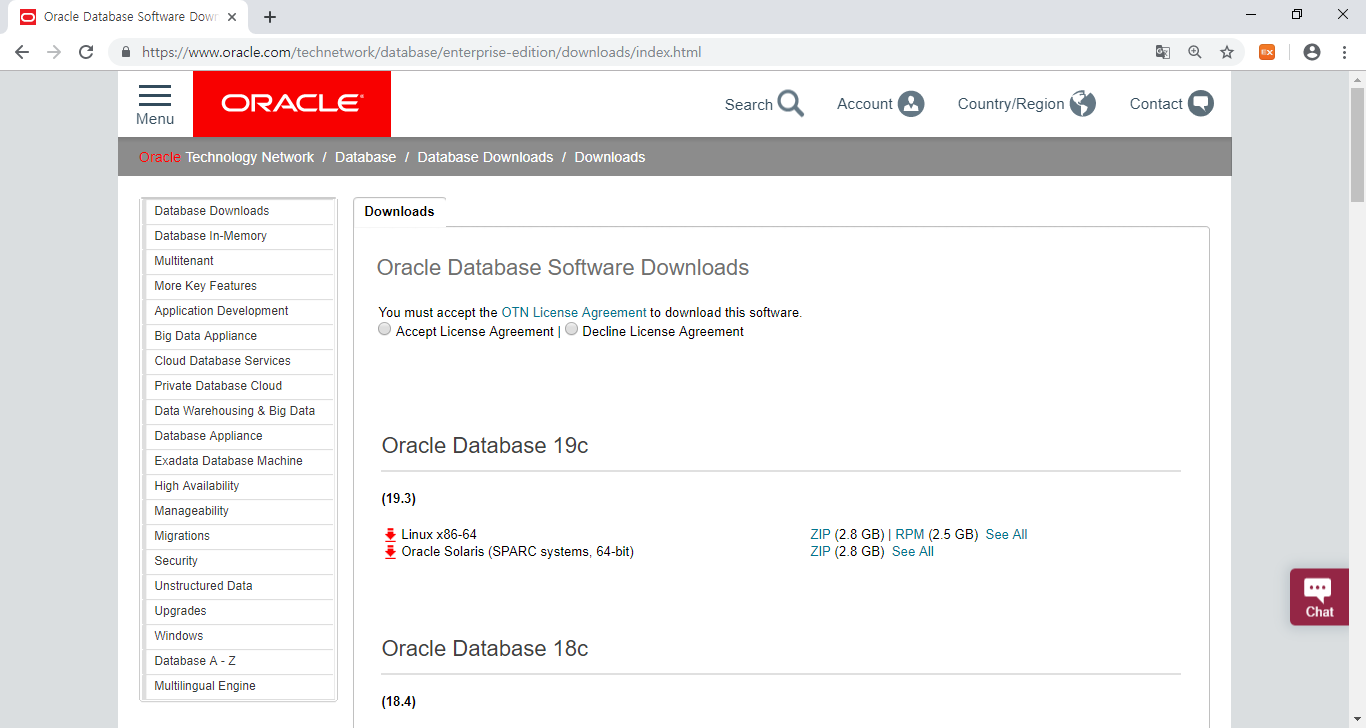 Oracle Database Software Down
https://www.oracle.com/technetwork/database/enterprise-edition/downloads/index.html
Ex
Menu
ORACLE®
Search
Account
Country/Region
Contact
Oracle Technology Network / Database / Database Downloads / Downloads
Database Downloads
Database In-Memory
Multitenant
More Key Features
Application Development
Big Data Appliance
Cloud Database Services
Private Database Cloud
Data Warehousing & Big Data
Database Appliance
Exadata Database Machine
High Availability
Manageability
Migrations
Security
Unstructured Data
Upgrades
Windows
Database A - Z
Multilingual Engine
Downloads
Oracle Database Software Downloads
You must accept the OTN License Agreement to download this software.
Accept License Agreement | Decline License Agreement
Oracle Database 19c
(19.3)
Linux x86-64 ZIP (2.8 GB) | RPM (2.5 GB) See All
Oracle Solaris (SPARC systems, 64-bit) ZIP (2.8 GB) See All
Oracle Database 18c
(18.4)
Chat